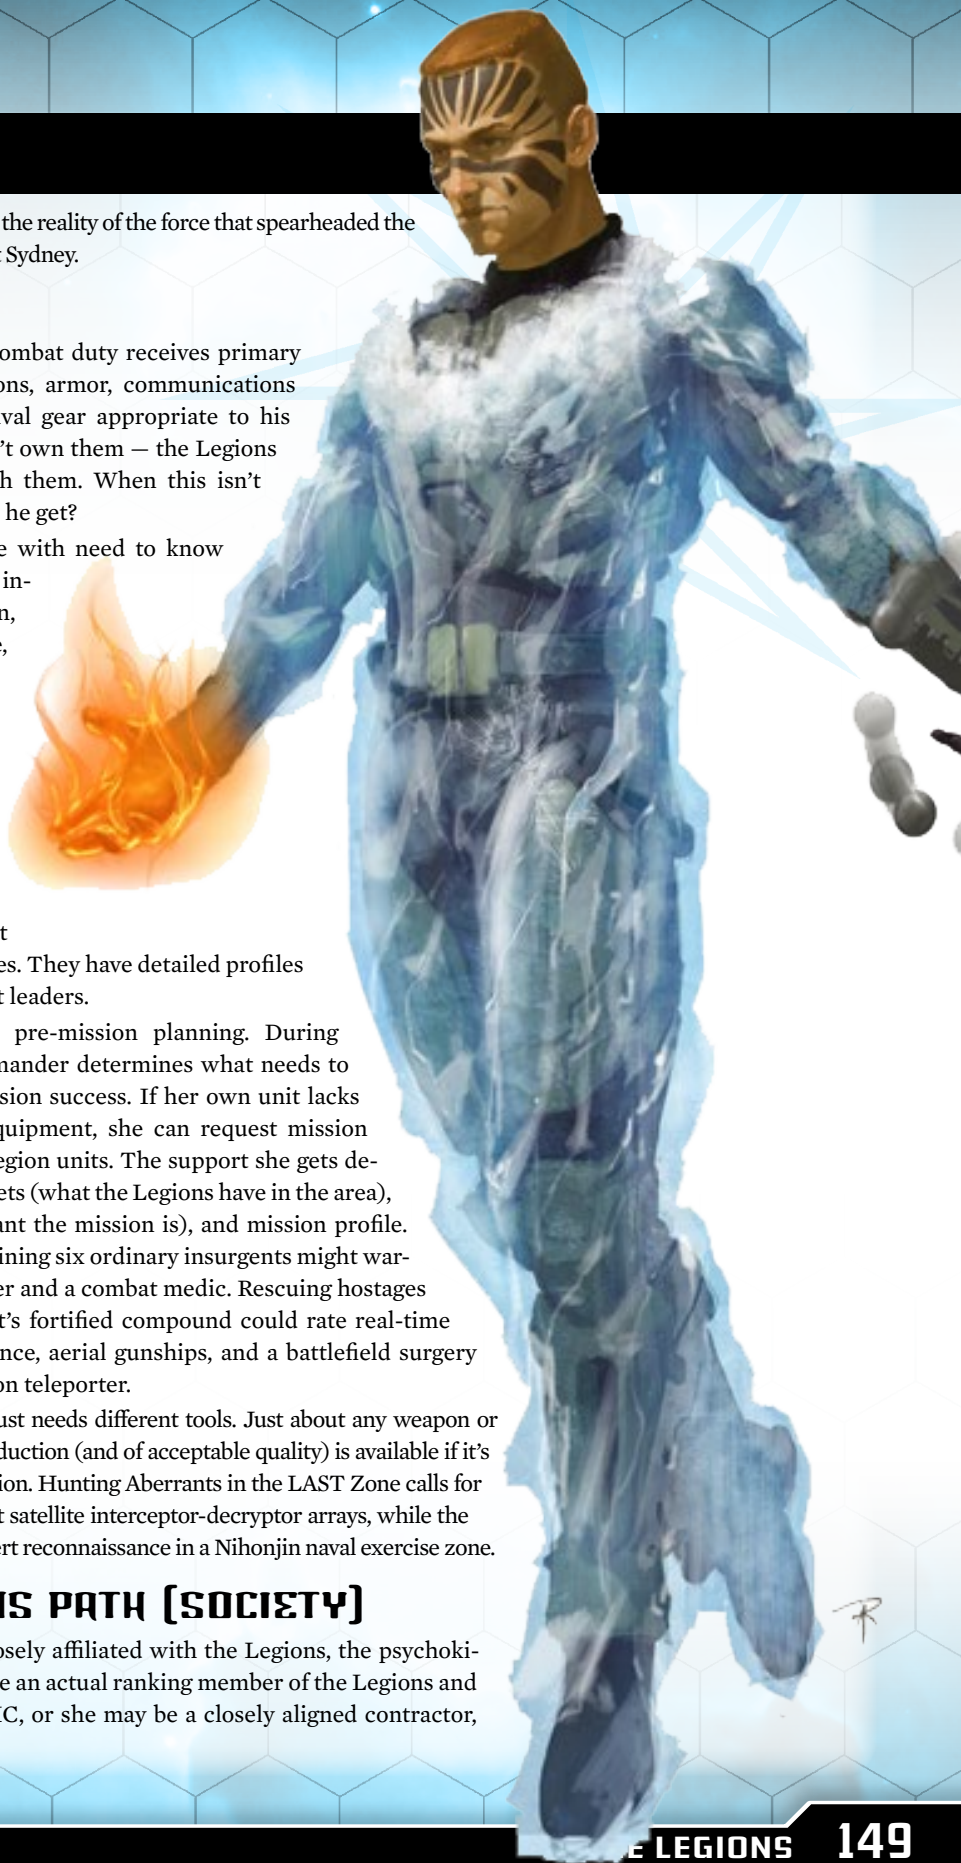 the reality of the force that spearheaded the
t Sydney.
ombat duty receives primary
ons, armor, communications
val gear appropriate to his
't own them — the Legions
h them. When this isn't
he get?
e with need to know
in-
n,
e,
t
es. They have detailed profiles
t leaders.
pre-mission planning. During
mander determines what needs to
sion success. If her own unit lacks
quipment, she can request mission
egion units. The support she gets de-
ets (what the Legions have in the area),
ant the mission is), and mission profile.
ining six ordinary insurgents might war-
er and a combat medic. Rescuing hostages
t's fortified compound could rate real-time
nce, aerial gunships, and a battlefield surgery
on teleporter.
ust needs different tools. Just about any weapon or
duction (and of acceptable quality) is available if it's
ion. Hunting Aberrants in the LAST Zone calls for
t satellite interceptor-decryptor arrays, while the
ert reconnaissance in a Nihonjin naval exercise zone.
IS PATH (SOCIETY)
osely affiliated with the Legions, the psychoki-
e an actual ranking member of the Legions and
IC, or she may be a closely aligned contractor,
E LEGIONS 149